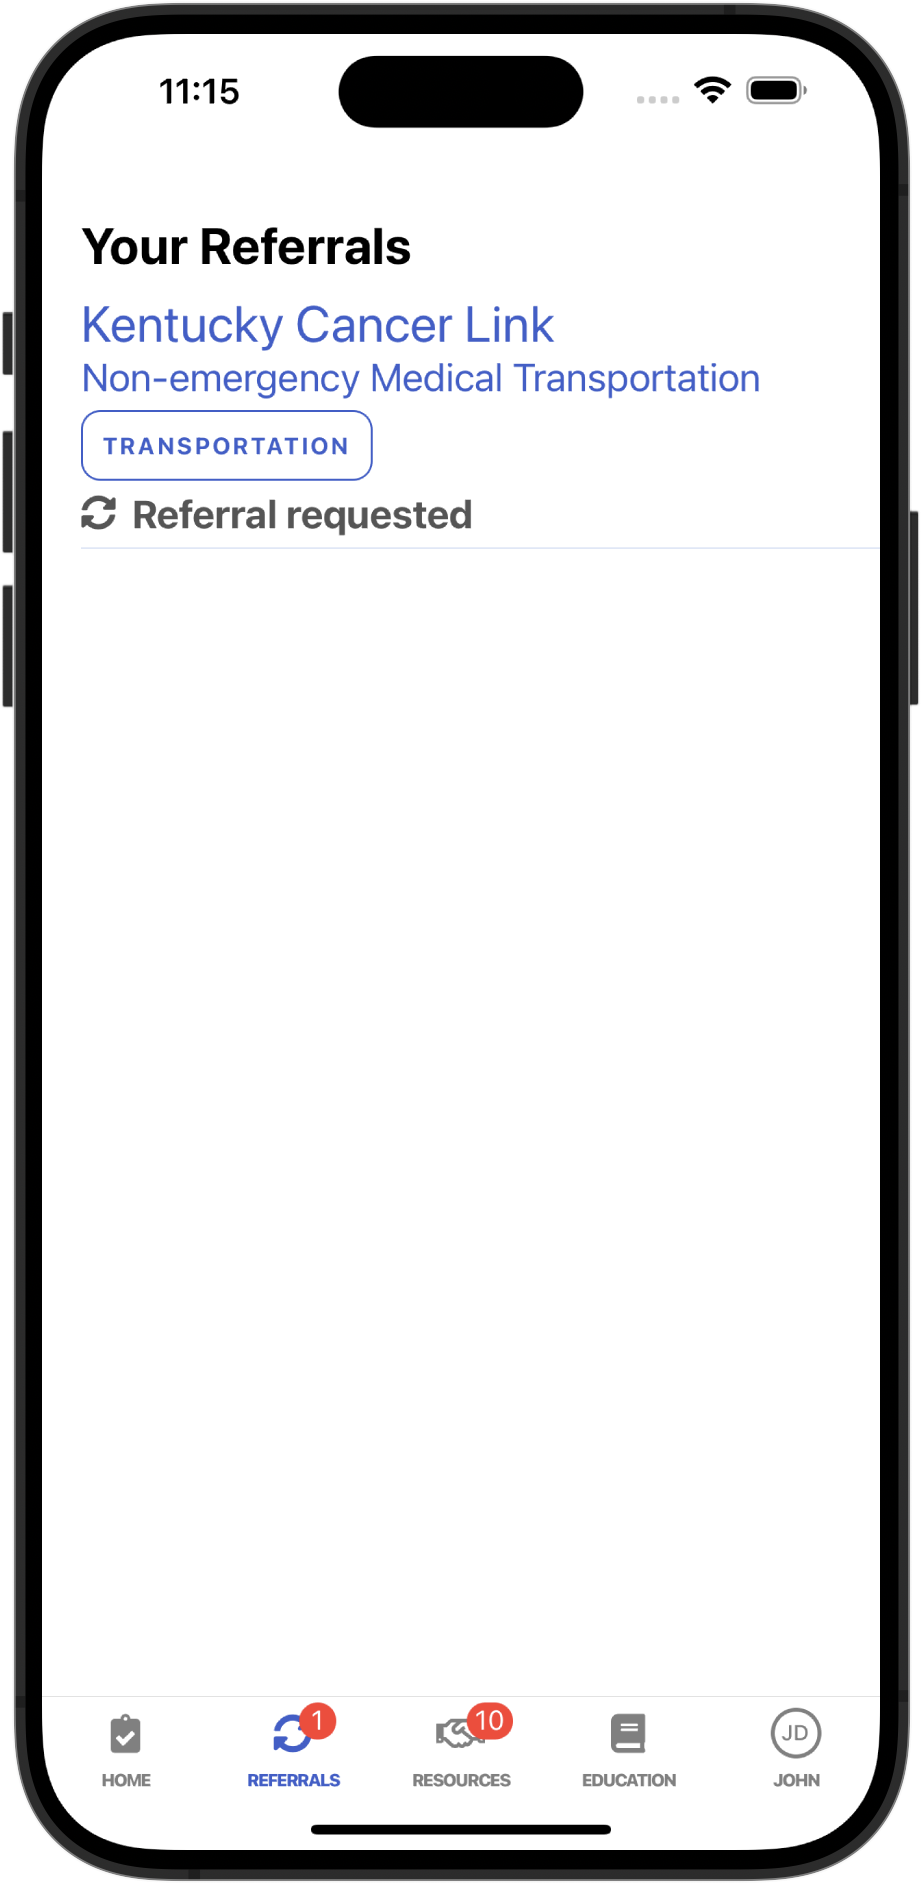 11:15
Your Referrals
Kentucky Cancer Link
Non-emergency Medical Transportation
TRANSPORTATION
Referral requested
1
10
JD
HOME
REFERRALS
RESOURCES
EDUCATION
JOHN